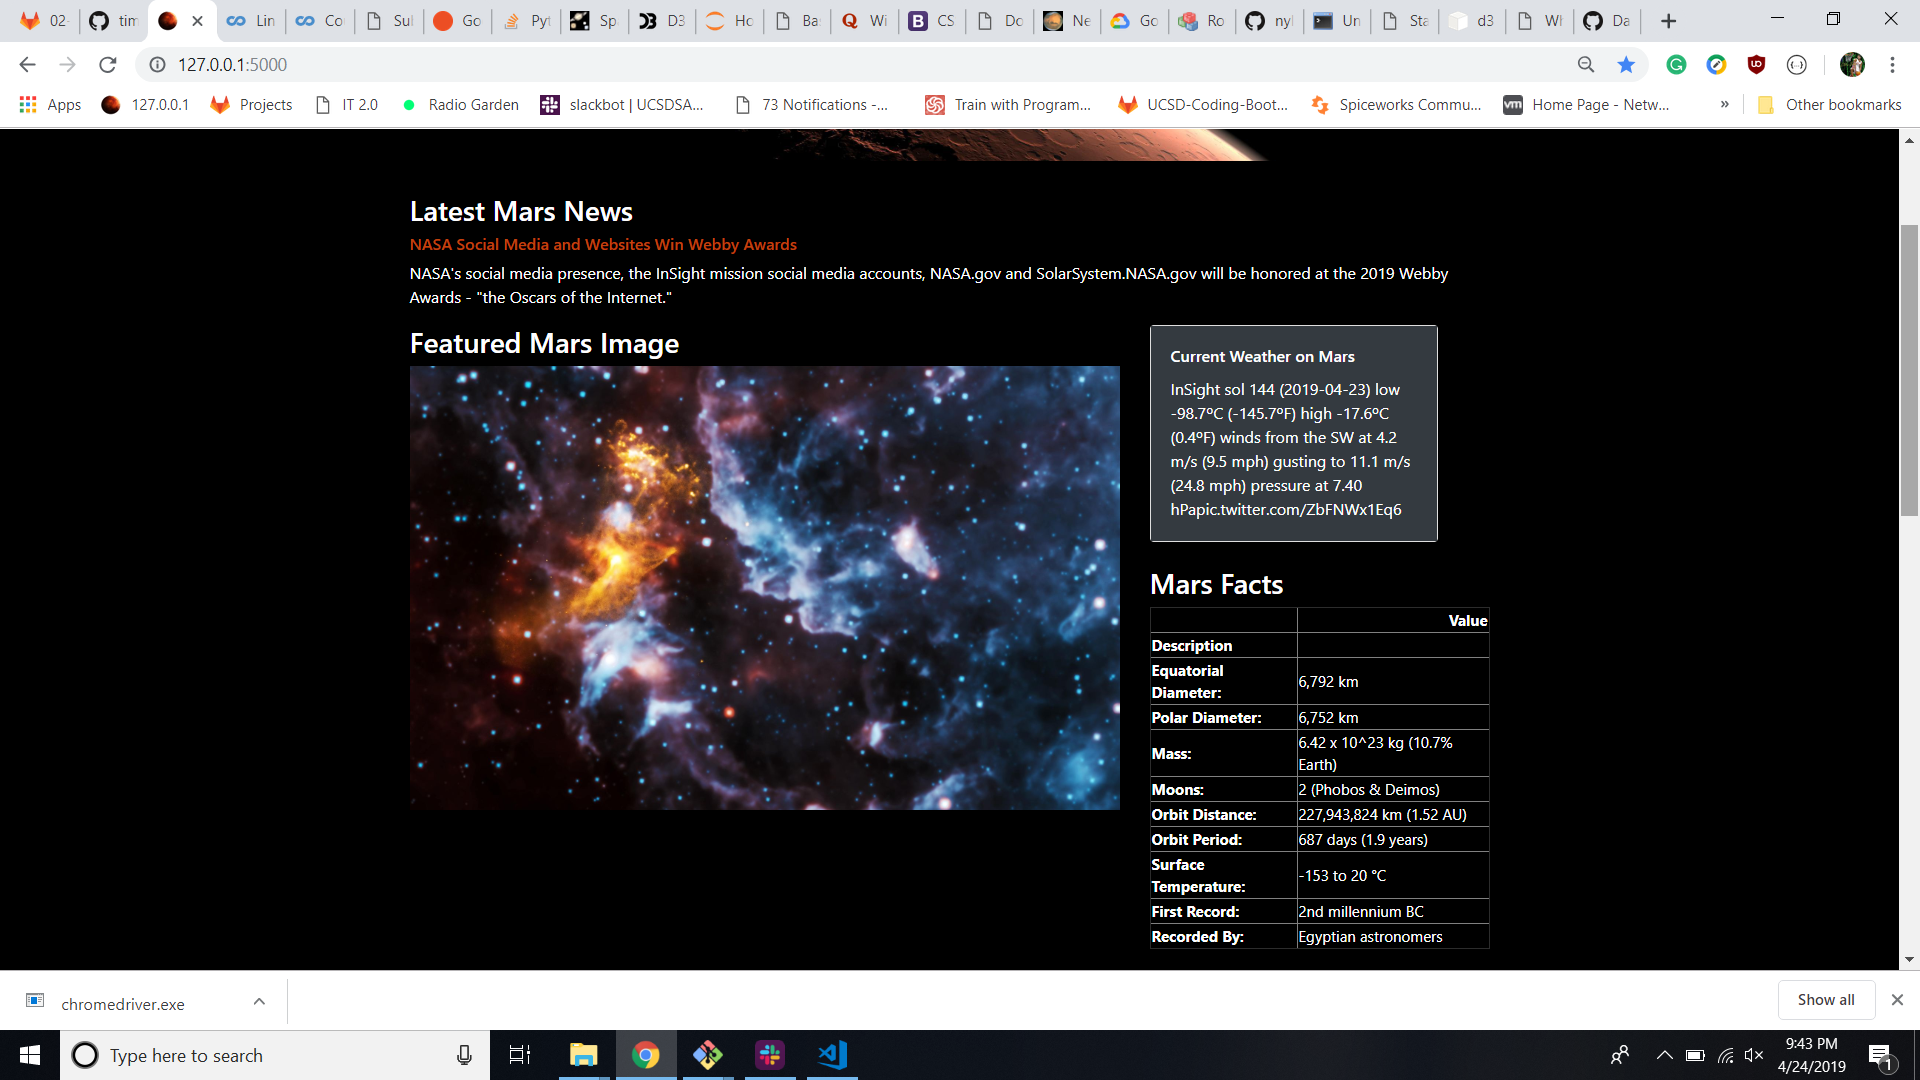 02-
tim
Lin
Co
Sul
Go
Pyt
Sp
D3
Ho
Ba
Wi
CS
Do
Ne
Go
Ro
nyl
Un
Sta
d3
Wh
Da
127.0.0.1:5000
Apps
127.0.0.1
Projects
IT 2.0
Radio Garden
slackbot | UCSDSA...
73 Notifications -...
Train with Program...
UCSD-Coding-Boot...
Spiceworks Commu...
vm
Home Page - Netw...
»
Other bookmarks
Latest Mars News
NASA Social Media and Websites Win Webby Awards
NASA's social media presence, the InSight mission social media accounts, NASA.gov and SolarSystem.NASA.gov will be honored at the 2019 Webby
Awards - "the Oscars of the Internet."
Featured Mars Image
Current Weather on Mars
InSight sol 144 (2019-04-23) low
-98.7ºC (-145.7ºF) high -17.6ºC
(0.4ºF) winds from the SW at 4.2
m/s (9.5 mph) gusting to 11.1 m/s
(24.8 mph) pressure at 7.40
hPapic.twitter.com/ZbFNWx1Eq6
Mars Facts
Value
Description
Equatorial
Diameter:
6,792 km
Polar Diameter:
6,752 km
Mass:
6.42 x 10^23 kg (10.7%
Earth)
Moons:
2 (Phobos & Deimos)
Orbit Distance:
227,943,824 km (1.52 AU)
Orbit Period:
687 days (1.9 years)
Surface
Temperature:
-153 to 20 °C
First Record:
2nd millennium BC
Recorded By:
Egyptian astronomers
chromedriver.exe
Show all
Type here to search
9:43 PM
4/24/2019
1